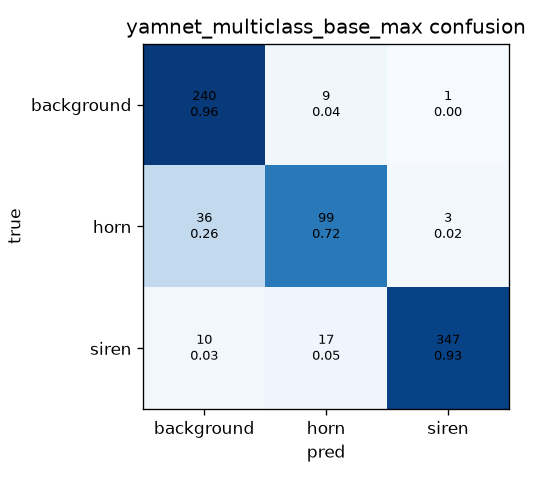 yamnet_multiclass_base_max confusion
background
240
0.96
9
0.04
1
0.00
horn
36
0.26
99
0.72
3
0.02
siren
10
0.03
17
0.05
347
0.93
background horn siren
pred
true